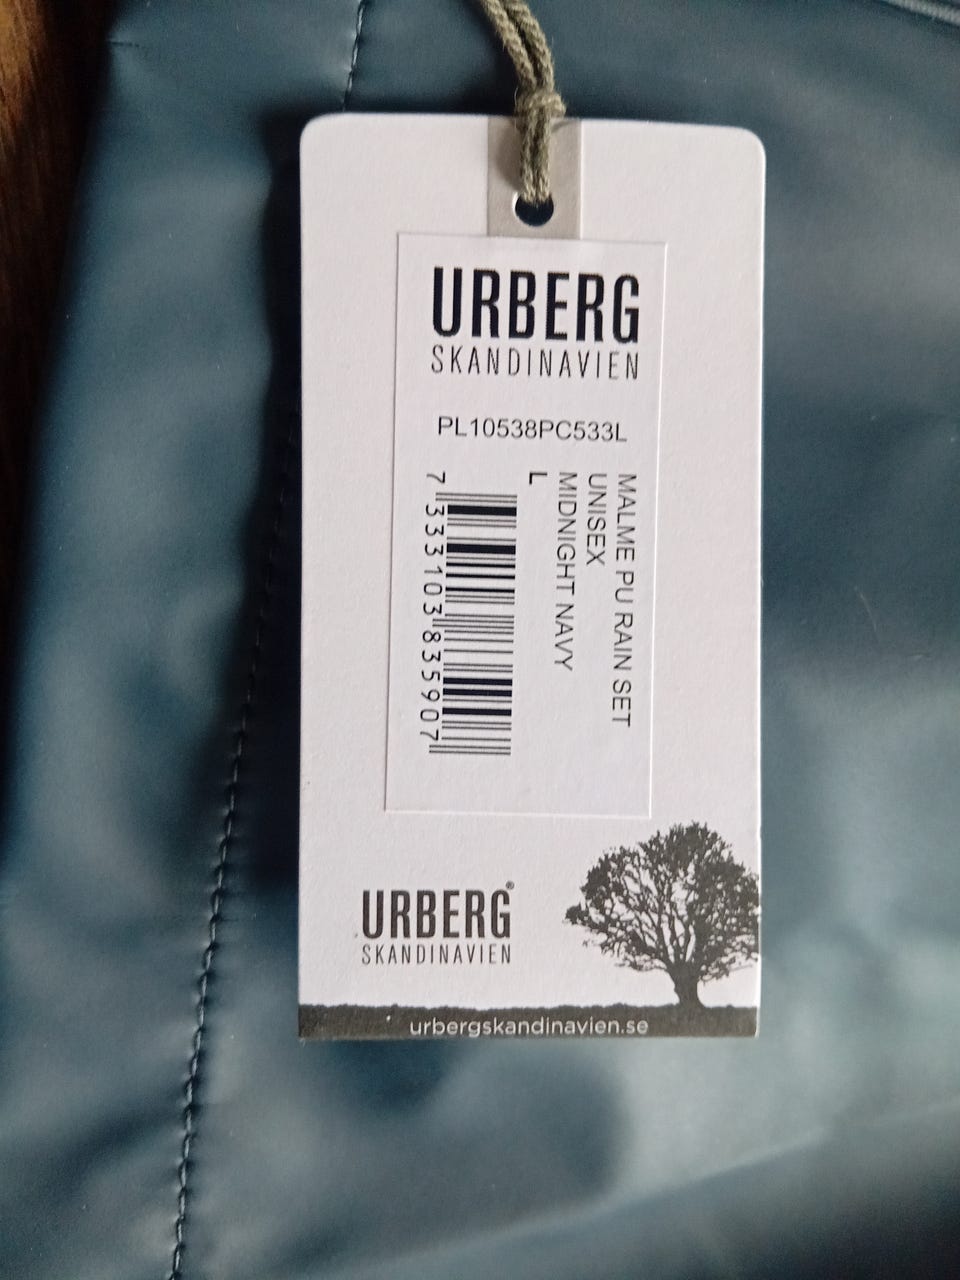 URBERG
SKANDINAVIEN
PL10538PC533L
MALME PU RAIN SET
UNISEX
MIDNIGHT NAVY
L
7 333103 835907
URBERG®
SKANDINAVIEN
urbergskandinavien.se